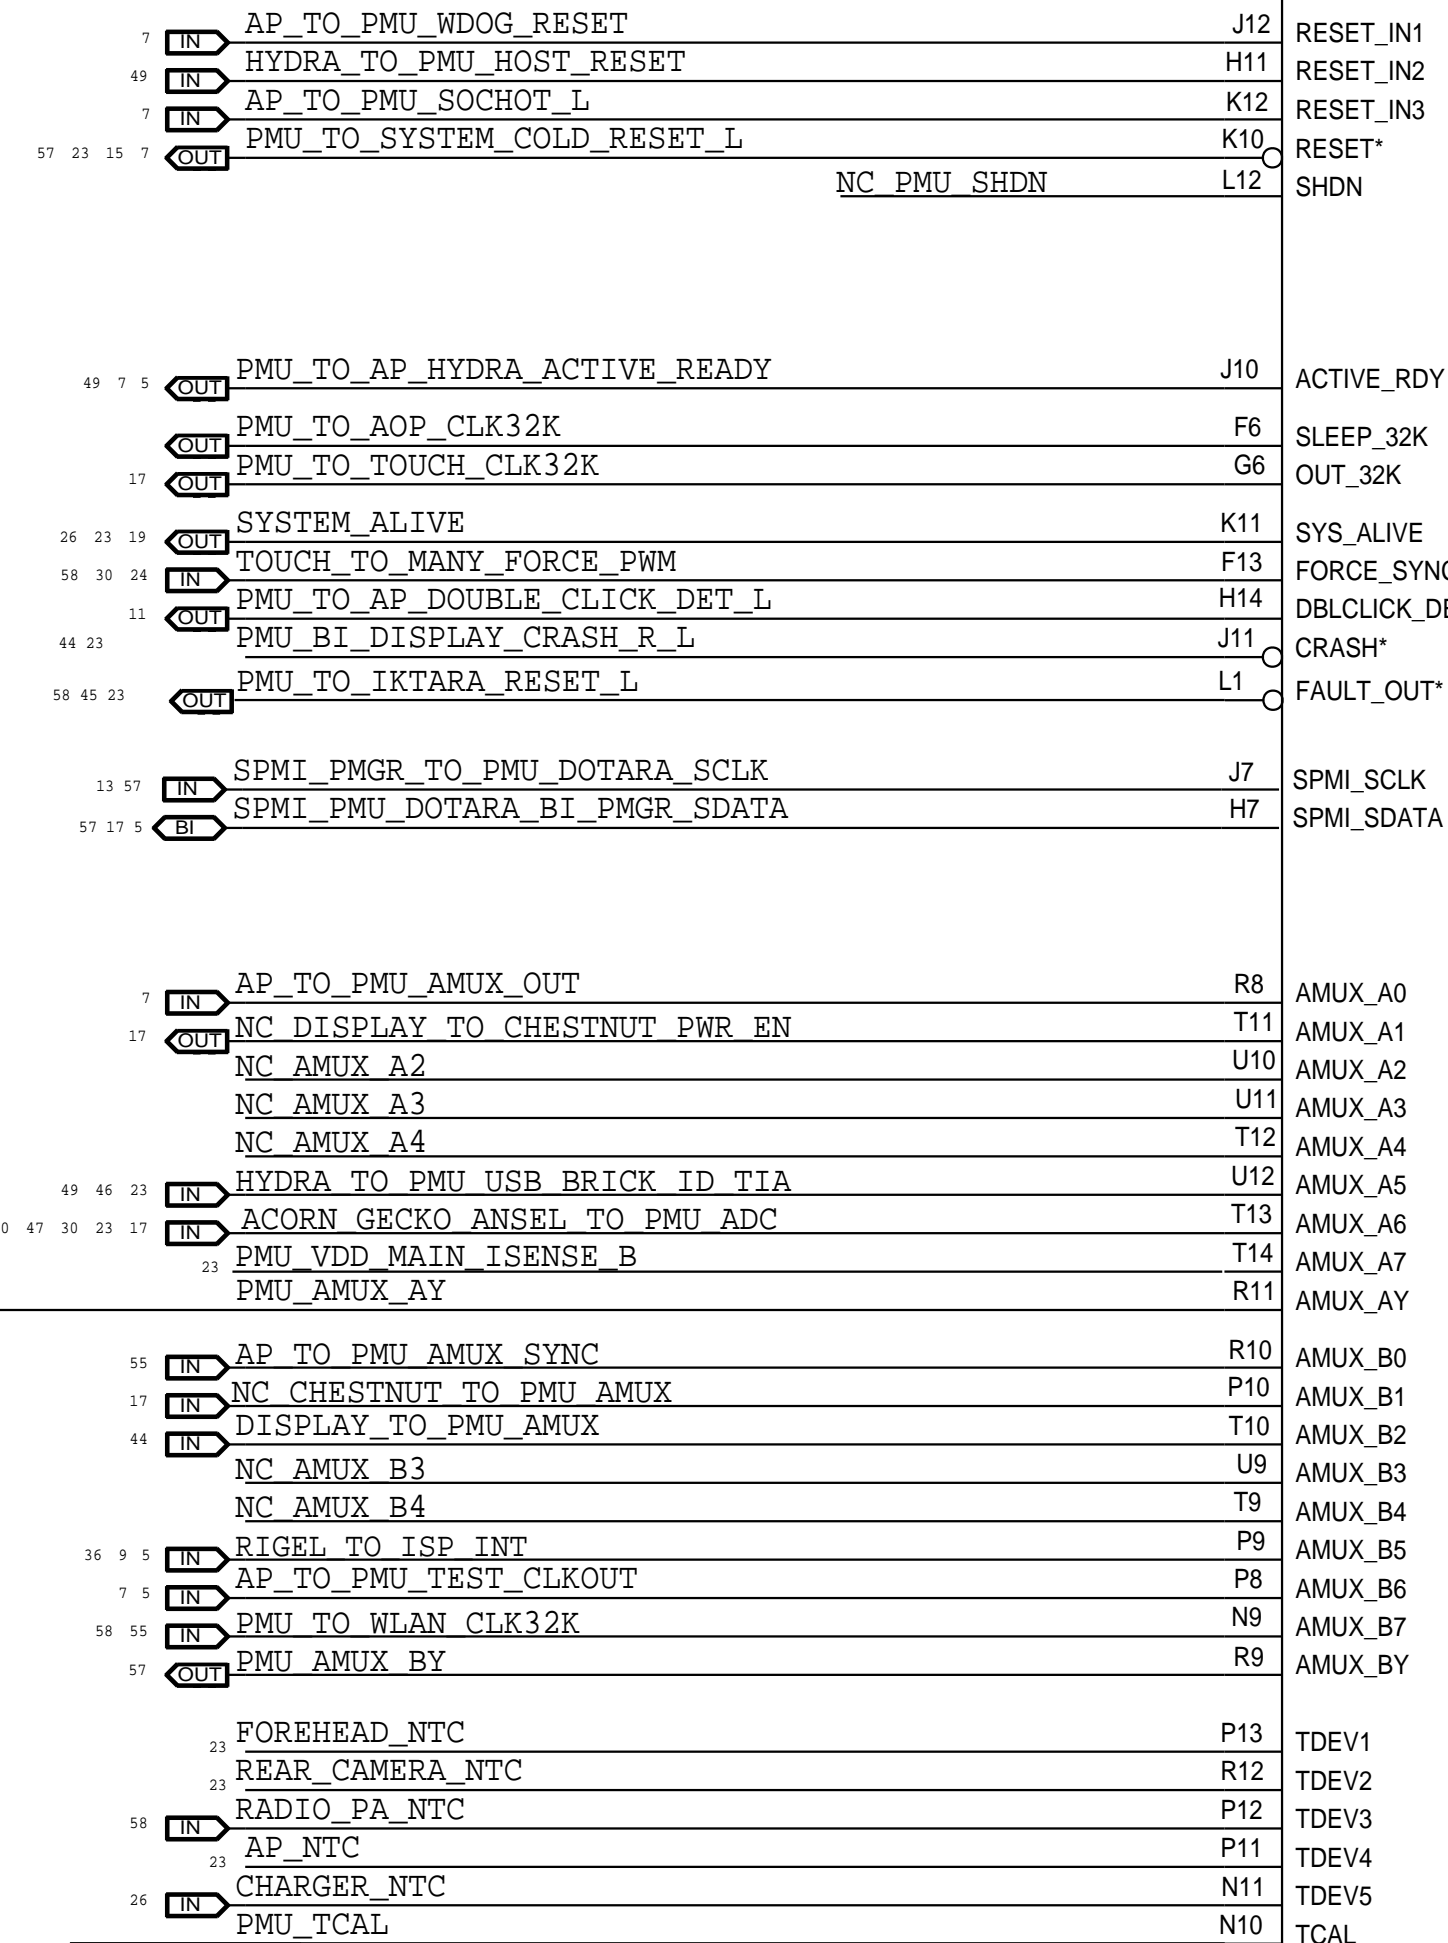 7 IN AP_TO_PMU_WDOG_RESET J12 RESET_IN1
49 IN HYDRA_TO_PMU_HOST_RESET H11 RESET_IN2
7 IN AP_TO_PMU_SOCHOT_L K12 RESET_IN3
57 23 15 7 OUT PMU_TO_SYSTEM_COLD_RESET_L K10 RESET*
NC_PMU_SHDN L12 SHDN
49 7 5 OUT PMU_TO_AP_HYDRA_ACTIVE_READY J10 ACTIVE_RDY
OUT PMU_TO_AOP_CLK32K F6 SLEEP_32K
17 OUT PMU_TO_TOUCH_CLK32K G6 OUT_32K
26 23 19 OUT SYSTEM_ALIVE K11 SYS_ALIVE
58 30 24 IN TOUCH_TO_MANY_FORCE_PWM F13 FORCE_SYNC
11 OUT PMU_TO_AP_DOUBLE_CLICK_DET_L H14 DBLCLICK_DE
44 23 PMU_BI_DISPLAY_CRASH_R_L J11 CRASH*
58 45 23 OUT PMU_TO_IKTARA_RESET_L L1 FAULT_OUT*
13 57 IN SPMI_PMGR_TO_PMU_DOTARA_SCLK J7 SPMI_SCLK
57 17 5 BI SPMI_PMU_DOTARA_BI_PMGR_SDATA H7 SPMI_SDATA
7 IN AP_TO_PMU_AMUX_OUT R8 AMUX_A0
17 OUT NC_DISPLAY_TO_CHESTNUT_PWR_EN T11 AMUX_A1
NC_AMUX_A2 U10 AMUX_A2
NC_AMUX_A3 U11 AMUX_A3
NC_AMUX_A4 T12 AMUX_A4
49 46 23 IN HYDRA_TO_PMU_USB_BRICK_ID_TIA U12 AMUX_A5
0 47 30 23 17 IN ACORN_GECKO_ANSEL_TO_PMU_ADC T13 AMUX_A6
23 PMU_VDD_MAIN_ISENSE_B T14 AMUX_A7
PMU_AMUX_AY R11 AMUX_AY
55 IN AP_TO_PMU_AMUX_SYNC R10 AMUX_B0
17 IN NC_CHESTNUT_TO_PMU_AMUX P10 AMUX_B1
44 IN DISPLAY_TO_PMU_AMUX T10 AMUX_B2
NC_AMUX_B3 U9 AMUX_B3
NC_AMUX_B4 T9 AMUX_B4
36 9 5 IN RIGEL_TO_ISP_INT P9 AMUX_B5
7 5 IN AP_TO_PMU_TEST_CLKOUT P8 AMUX_B6
58 55 IN PMU_TO_WLAN_CLK32K N9 AMUX_B7
57 OUT PMU_AMUX_BY R9 AMUX_BY
23 FOREHEAD_NTC P13 TDEV1
23 REAR_CAMERA_NTC R12 TDEV2
58 IN RADIO_PA_NTC P12 TDEV3
23 AP_NTC P11 TDEV4
26 IN CHARGER_NTC N11 TDEV5
PMU_TCAL N10 TCAL